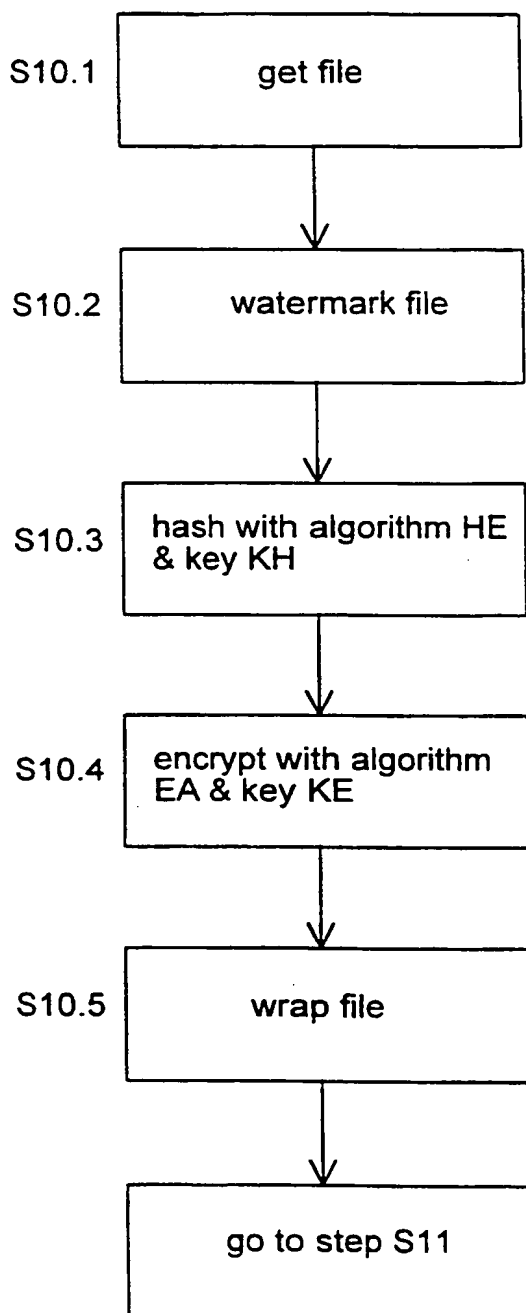 S10.1
get file
S10.2
watermark file
S10.3
hash with algorithm HE
& key KH
S10.4
encrypt with algorithm
EA & key KE
S10.5
wrap file
go to step S11